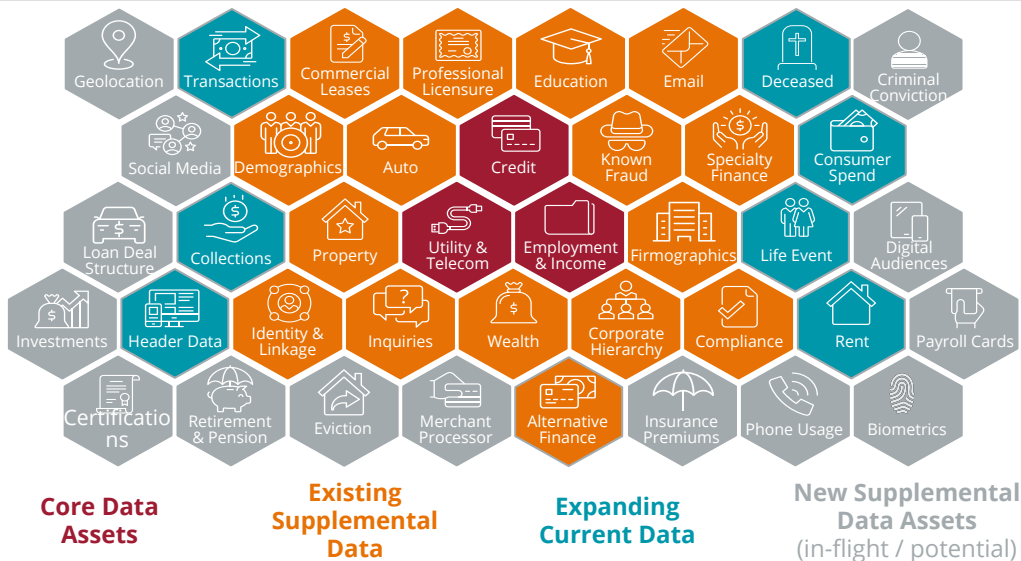 Geolocation
Transactions
Commercial
Leases
Professional
Licensure
Education
Email
Deceased
Criminal
Conviction
Social Media
Demographics
Auto
Credit
Known
Fraud
Specialty
Finance
Consumer
Spend
Loan Deal
Structure
Collections
Property
Utility &
Telecom
Employment
& Income
Firmographics
Life Event
Digital
Audiences
Investments
Header Data
Identity &
Linkage
Inquiries
Wealth
Corporate
Hierarchy
Compliance
Rent
Payroll Cards
Certificatio
ns
Retirement
& Pension
Eviction
Merchant
Processor
Alternative
Finance
Insurance
Premiums
Phone Usage
Biometrics
Core Data
Assets
Existing
Supplemental
Data
Expanding
Current Data
New Supplemental
Data Assets
(in-flight / potential)